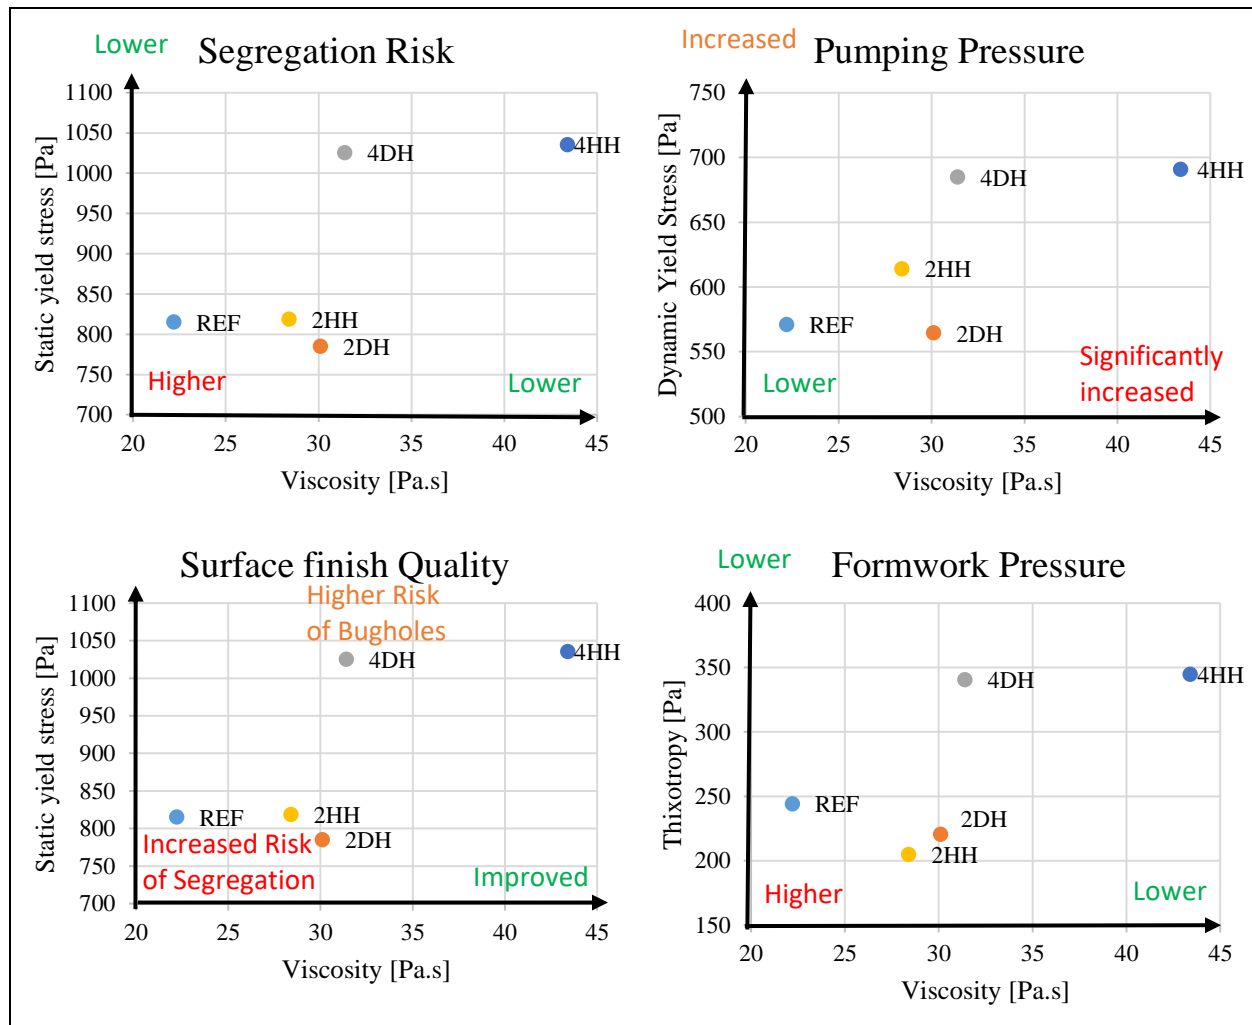 Lower
Segregation Risk
1100
1050
1000
950
900
850
800
750
700
Static yield stress [Pa]
4DH
4HH
REF
2HH
2DH
Higher
Lower
20
25
30
35
40
45
Viscosity [Pa.s]
Increased
Pumping Pressure
750
700
650
600
550
500
Dynamic Yield Stress [Pa]
4DH
4HH
2HH
REF
2DH
Lower
Significantly
increased
20
25
30
35
40
45
Viscosity [Pa.s]
Surface finish Quality
Higher Risk
of Bugholes
1100
1050
1000
950
900
850
800
750
700
Static yield stress [Pa]
4DH
4HH
REF
2HH
2DH
Increased Risk
of Segregation
Improved
20
25
30
35
40
45
Viscosity [Pa.s]
Lower
Formwork Pressure
400
350
300
250
200
150
Thixotropy [Pa]
4DH
4HH
REF
2DH
2HH
Higher
Lower
20
25
30
35
40
45
Viscosity [Pa.s]